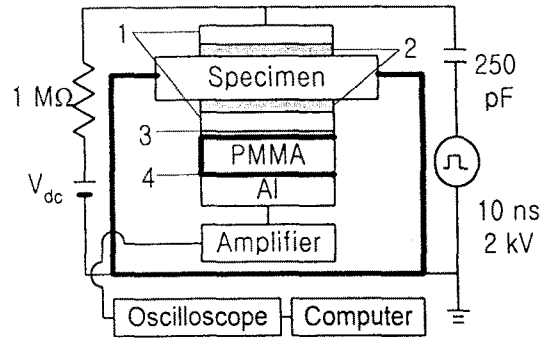 1
2
Specimen
250
pF
1 MΩ
3
PMMA
4
Al
V_dc
10 ns
2 kV
Amplifier
Oscilloscope
Computer